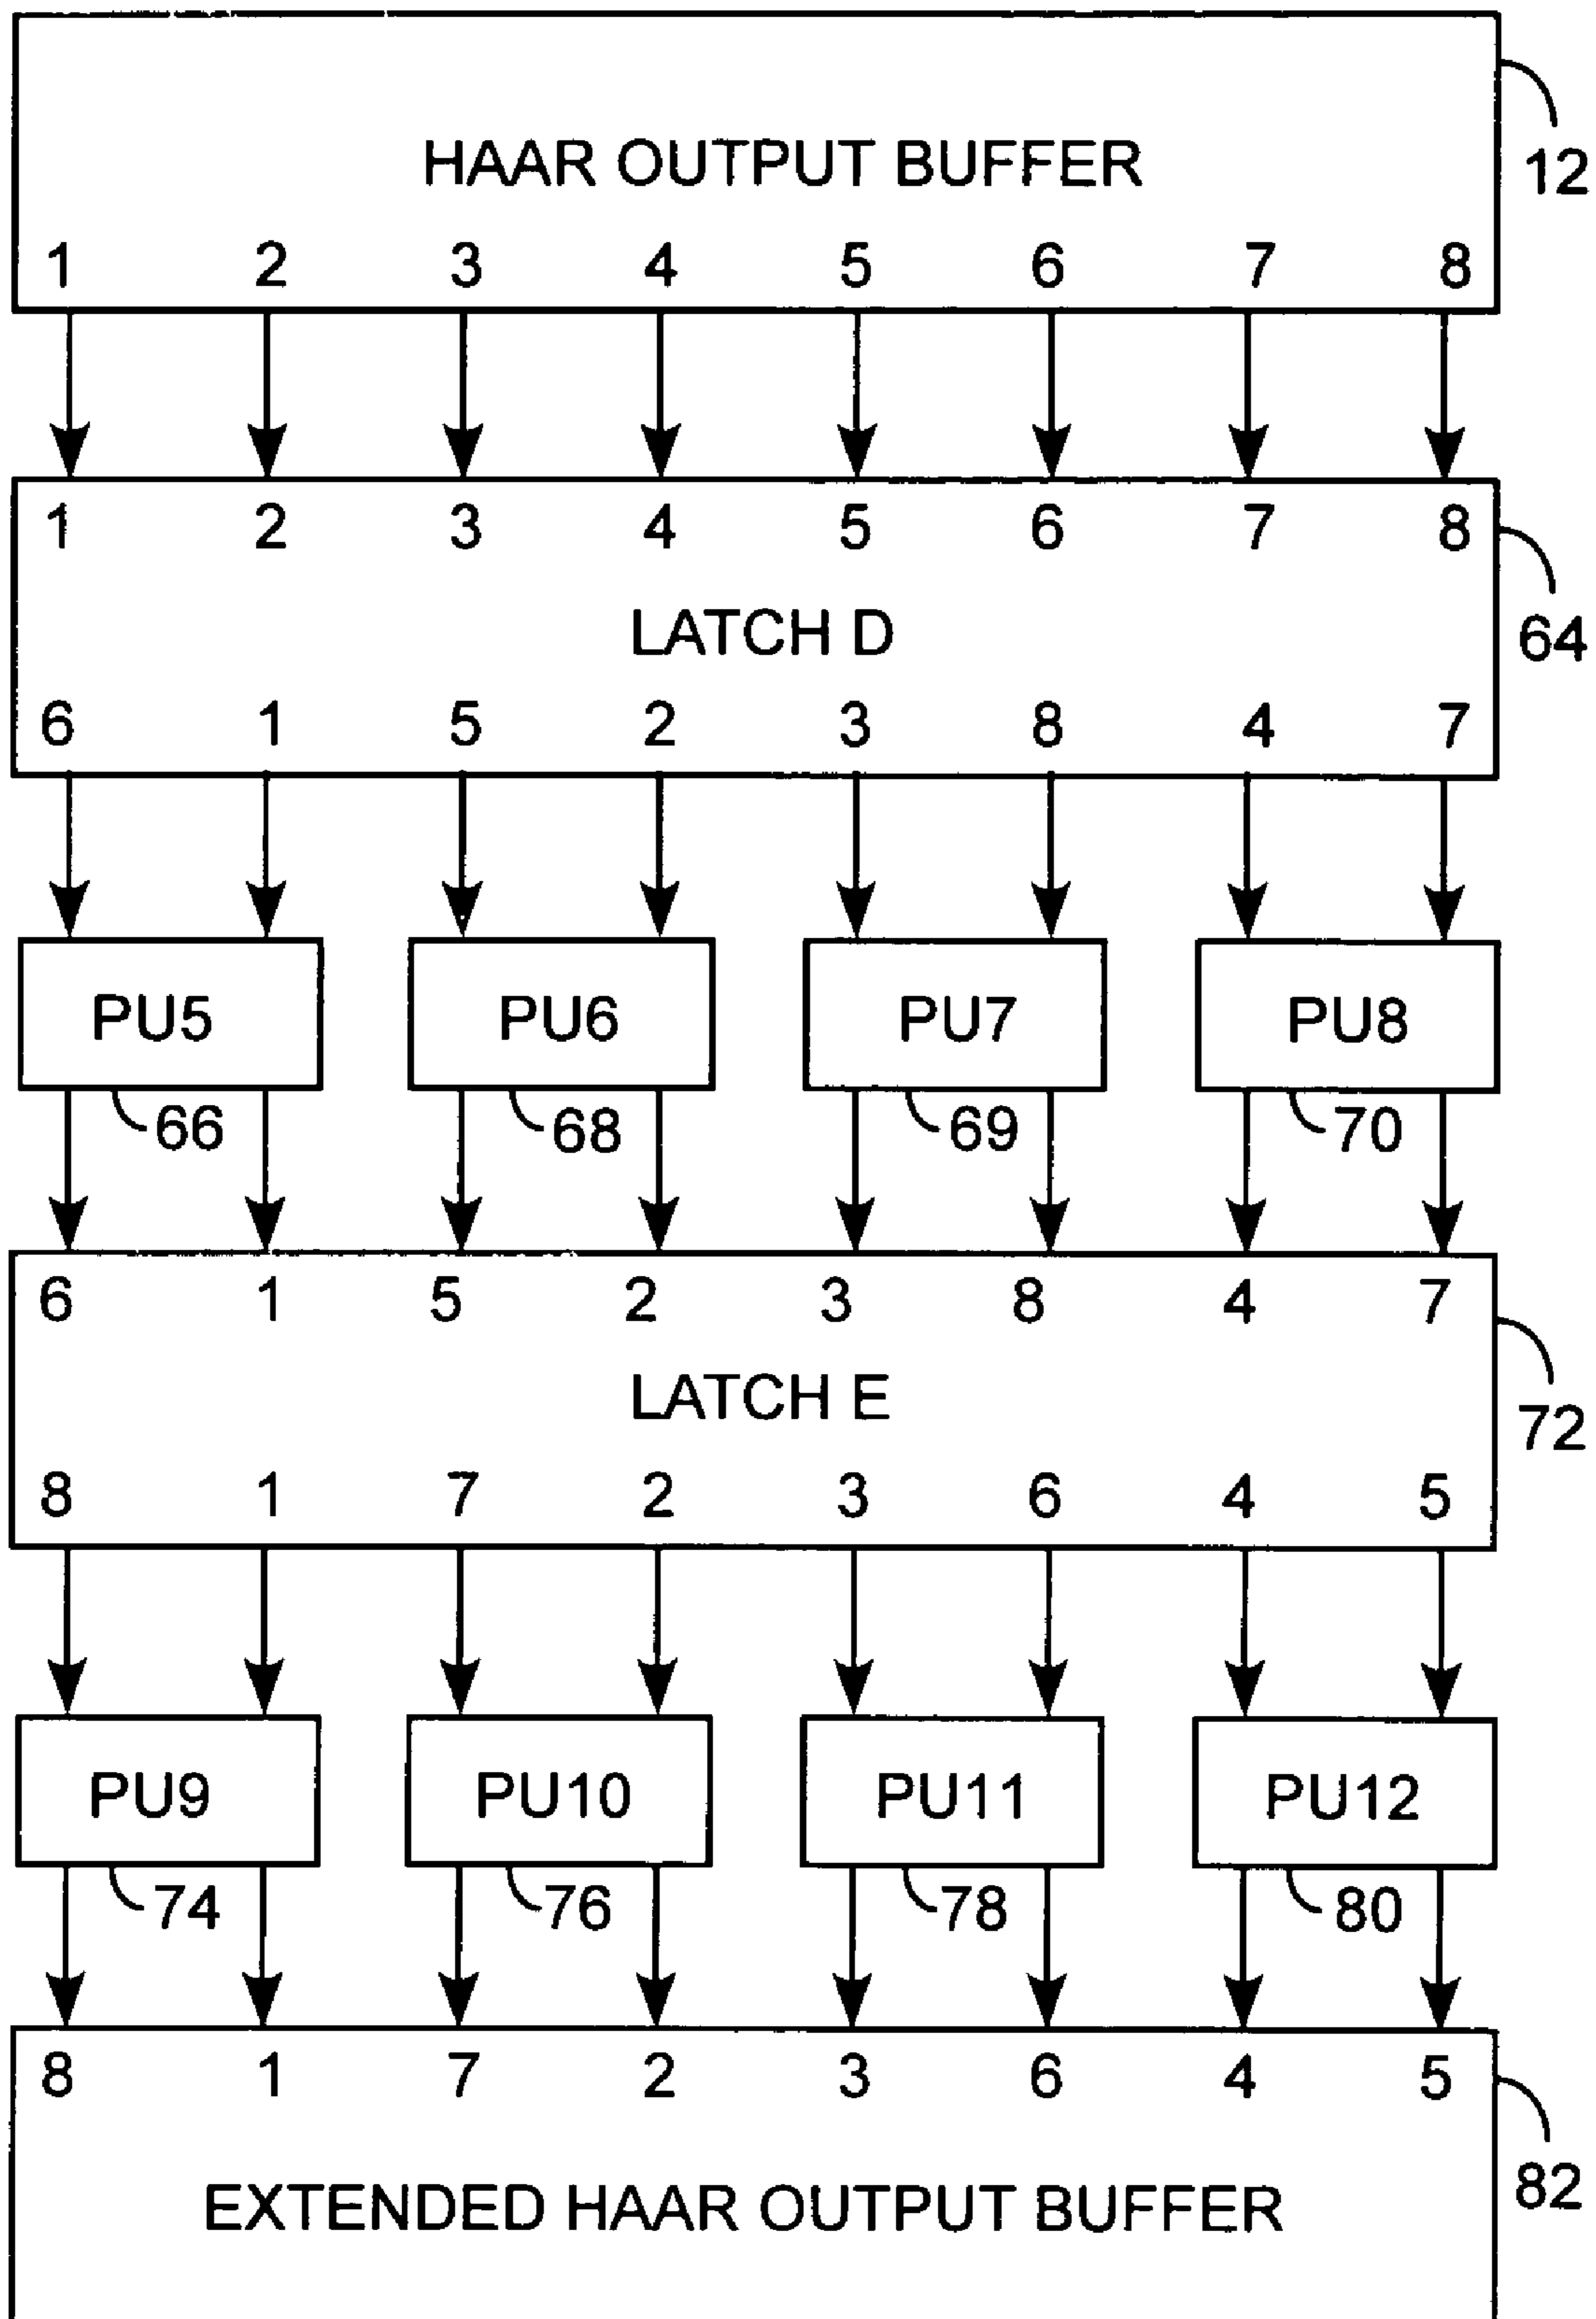 HAAR OUTPUT BUFFER
12
1 2 3 4 5 6 7 8
1 2 3 4 5 6 7 8
LATCH D
64
6 1 5 2 3 8 4 7
PU5 PU6 PU7 PU8
66 68 69 70
6 1 5 2 3 8 4 7
LATCH E
72
8 1 7 2 3 6 4 5
PU9 PU10 PU11 PU12
74 76 78 80
8 1 7 2 3 6 4 5
82
EXTENDED HAAR OUTPUT BUFFER